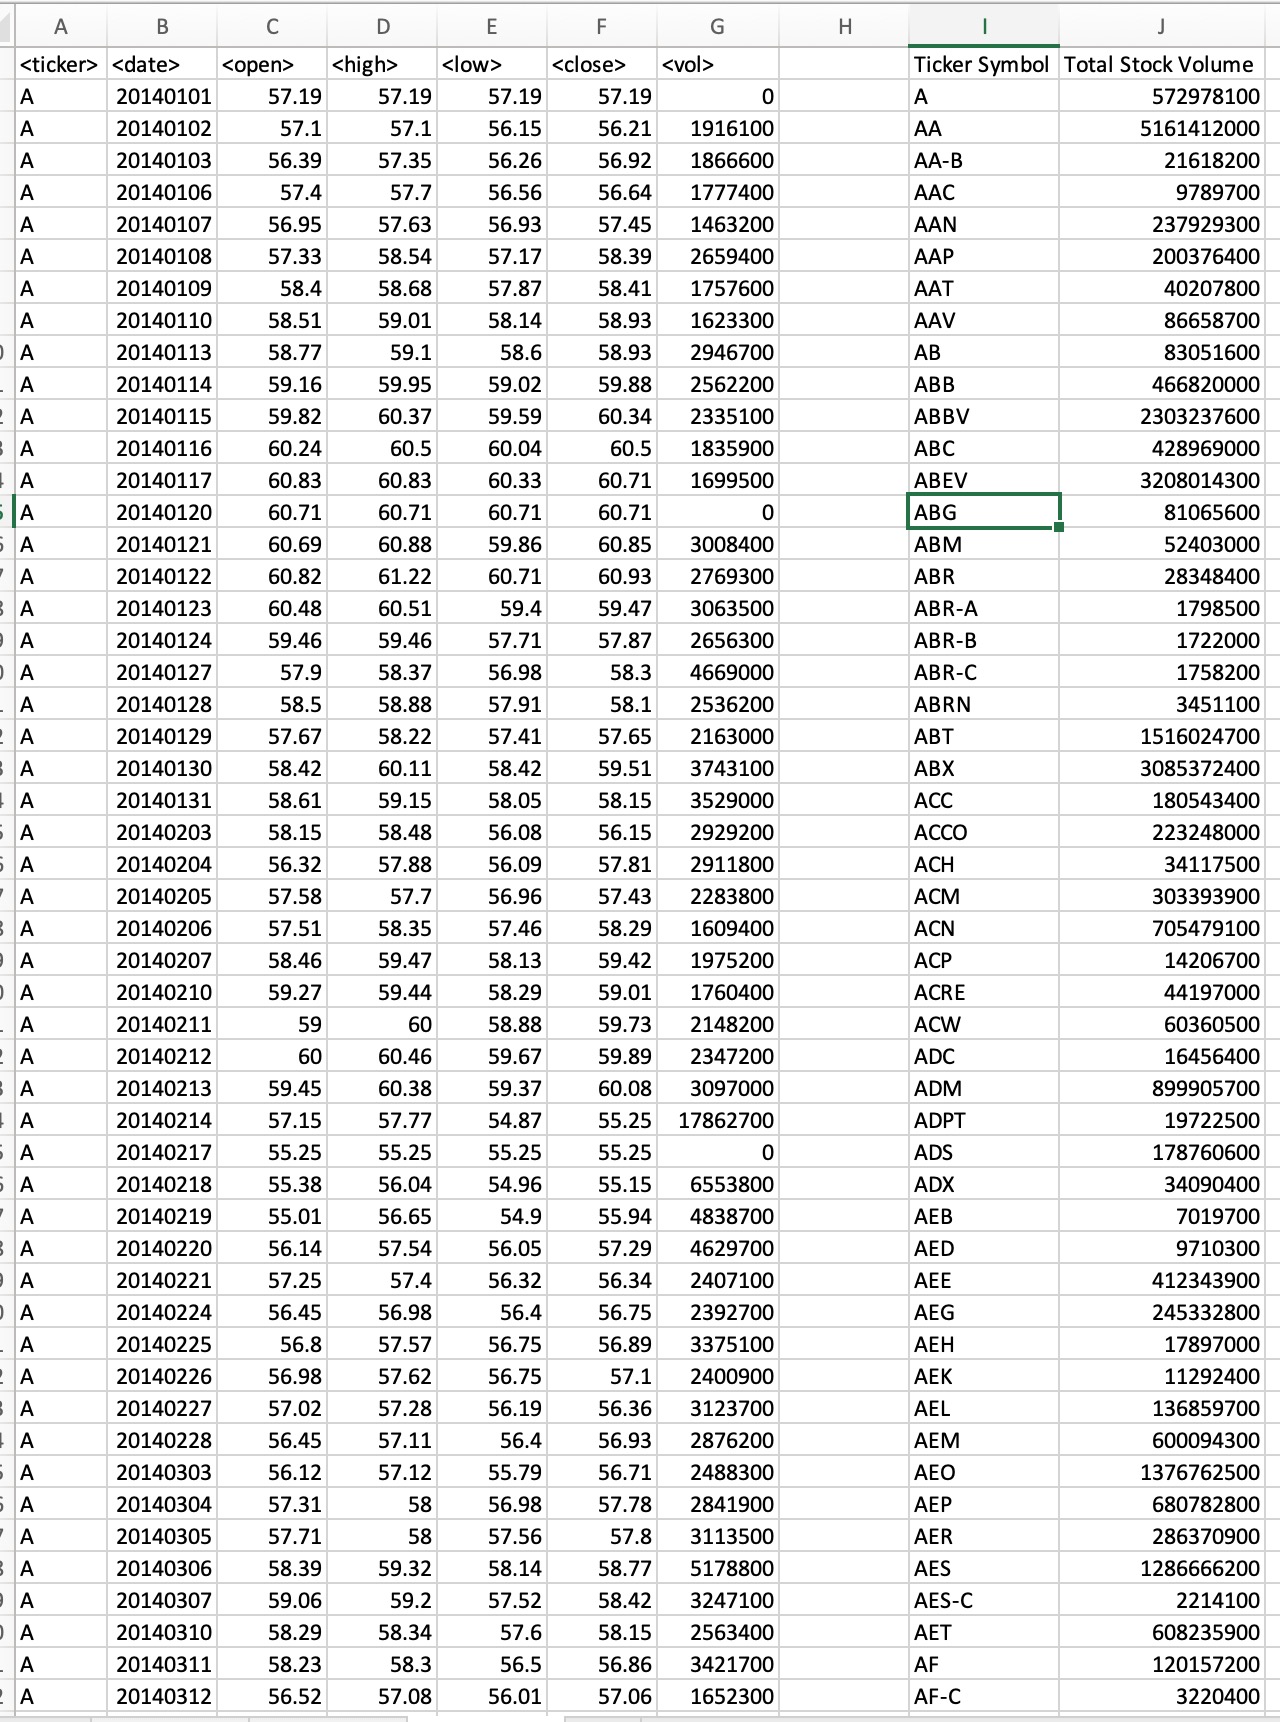 A B C D E F G H I J
<ticker> <date> <open> <high> <low> <close> <vol> Ticker Symbol Total Stock Volume
A 20140101 57.19 57.19 57.19 57.19 0 A 572978100
A 20140102 57.1 57.1 56.15 56.21 1916100 AA 5161412000
A 20140103 56.39 57.35 56.26 56.92 1866600 AA-B 21618200
A 20140106 57.4 57.7 56.56 56.64 1777400 AAC 9789700
A 20140107 56.95 57.63 56.93 57.45 1463200 AAN 237929300
A 20140108 57.33 58.54 57.17 58.39 2659400 AAP 200376400
A 20140109 58.4 58.68 57.87 58.41 1757600 AAT 40207800
A 20140110 58.51 59.01 58.14 58.93 1623300 AAV 86658700
A 20140113 58.77 59.1 58.6 58.93 2946700 AB 83051600
A 20140114 59.16 59.95 59.02 59.88 2562200 ABB 466820000
A 20140115 59.82 60.37 59.59 60.34 2335100 ABBV 2303237600
A 20140116 60.24 60.5 60.04 60.5 1835900 ABC 428969000
A 20140117 60.83 60.83 60.33 60.71 1699500 ABEV 3208014300
A 20140120 60.71 60.71 60.71 60.71 0 ABG 81065600
A 20140121 60.69 60.88 59.86 60.85 3008400 ABM 52403000
A 20140122 60.82 61.22 60.71 60.93 2769300 ABR 28348400
A 20140123 60.48 60.51 59.4 59.47 3063500 ABR-A 1798500
A 20140124 59.46 59.46 57.71 57.87 2656300 ABR-B 1722000
A 20140127 57.9 58.37 56.98 58.3 4669000 ABR-C 1758200
A 20140128 58.5 58.88 57.91 58.1 2536200 ABRN 3451100
A 20140129 57.67 58.22 57.41 57.65 2163000 ABT 1516024700
A 20140130 58.42 60.11 58.42 59.51 3743100 ABX 3085372400
A 20140131 58.61 59.15 58.05 58.15 3529000 ACC 180543400
A 20140203 58.15 58.48 56.08 56.15 2929200 ACCO 223248000
A 20140204 56.32 57.88 56.09 57.81 2911800 ACH 34117500
A 20140205 57.58 57.7 56.96 57.43 2283800 ACM 303393900
A 20140206 57.51 58.35 57.46 58.29 1609400 ACN 705479100
A 20140207 58.46 59.47 58.13 59.42 1975200 ACP 14206700
A 20140210 59.27 59.44 58.29 59.01 1760400 ACRE 44197000
A 20140211 59 60 58.88 59.73 2148200 ACW 60360500
A 20140212 60 60.46 59.67 59.89 2347200 ADC 16456400
A 20140213 59.45 60.38 59.37 60.08 3097000 ADM 899905700
A 20140214 57.15 57.77 54.87 55.25 17862700 ADPT 19722500
A 20140217 55.25 55.25 55.25 55.25 0 ADS 178760600
A 20140218 55.38 56.04 54.96 55.15 6553800 ADX 34090400
A 20140219 55.01 56.65 54.9 55.94 4838700 AEB 7019700
A 20140220 56.14 57.54 56.05 57.29 4629700 AED 9710300
A 20140221 57.25 57.4 56.32 56.34 2407100 AEE 412343900
A 20140224 56.45 56.98 56.4 56.75 2392700 AEG 245332800
A 20140225 56.8 57.57 56.75 56.89 3375100 AEH 17897000
A 20140226 56.98 57.62 56.75 57.1 2400900 AEK 11292400
A 20140227 57.02 57.28 56.19 56.36 3123700 AEL 136859700
A 20140228 56.45 57.11 56.4 56.93 2876200 AEM 600094300
A 20140303 56.12 57.12 55.79 56.71 2488300 AEO 1376762500
A 20140304 57.31 58 56.98 57.78 2841900 AEP 680782800
A 20140305 57.71 58 57.56 57.8 3113500 AER 286370900
A 20140306 58.39 59.32 58.14 58.77 5178800 AES 1286666200
A 20140307 59.06 59.2 57.52 58.42 3247100 AES-C 2214100
A 20140310 58.29 58.34 57.6 58.15 2563400 AET 608235900
A 20140311 58.23 58.3 56.5 56.86 3421700 AF 120157200
A 20140312 56.52 57.08 56.01 57.06 1652300 AF-C 3220400